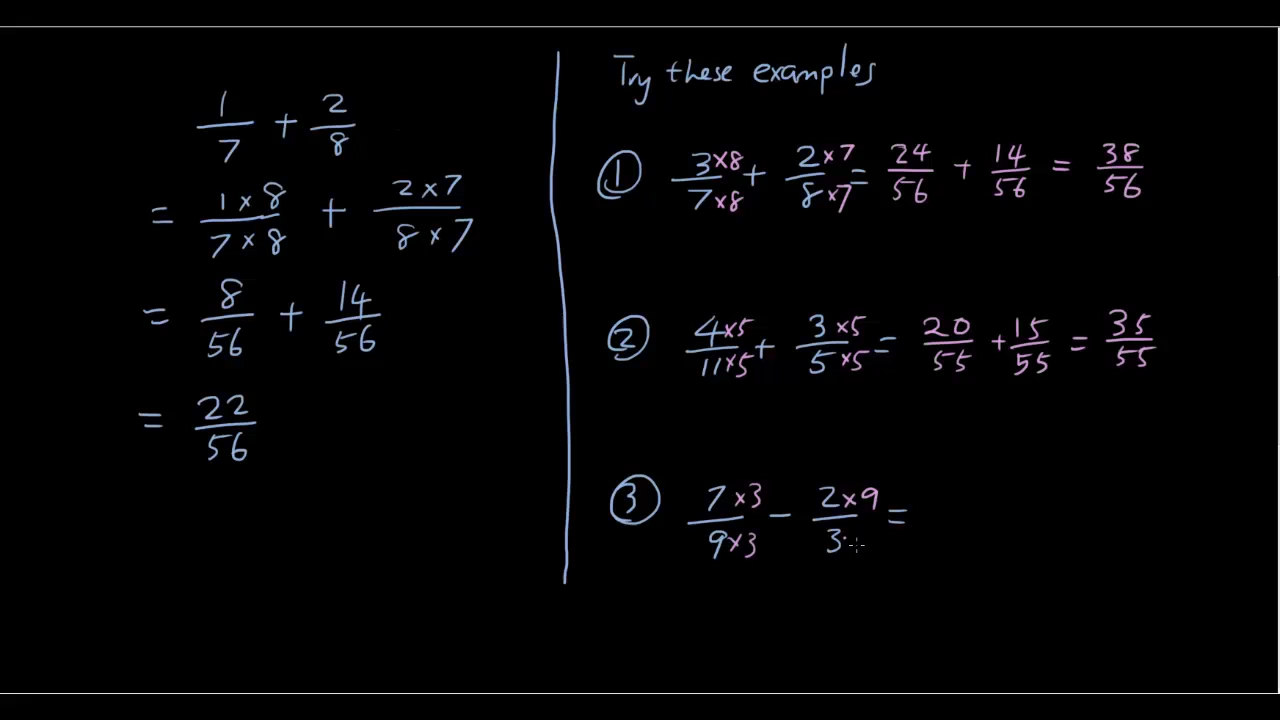 1/7 + 2/8
= 1×8/7×8 + 2×7/8×7
= 8/56 + 14/56
= 22/56
Try these examples
① 3×8/7×8 + 2×7/8×7 = 24/56 + 14/56 = 38/56
② 4×5/11×5 + 3×5/5×5 = 20/55 + 15/55 = 35/55
③ 7×3/9×3 - 2×9/3· =